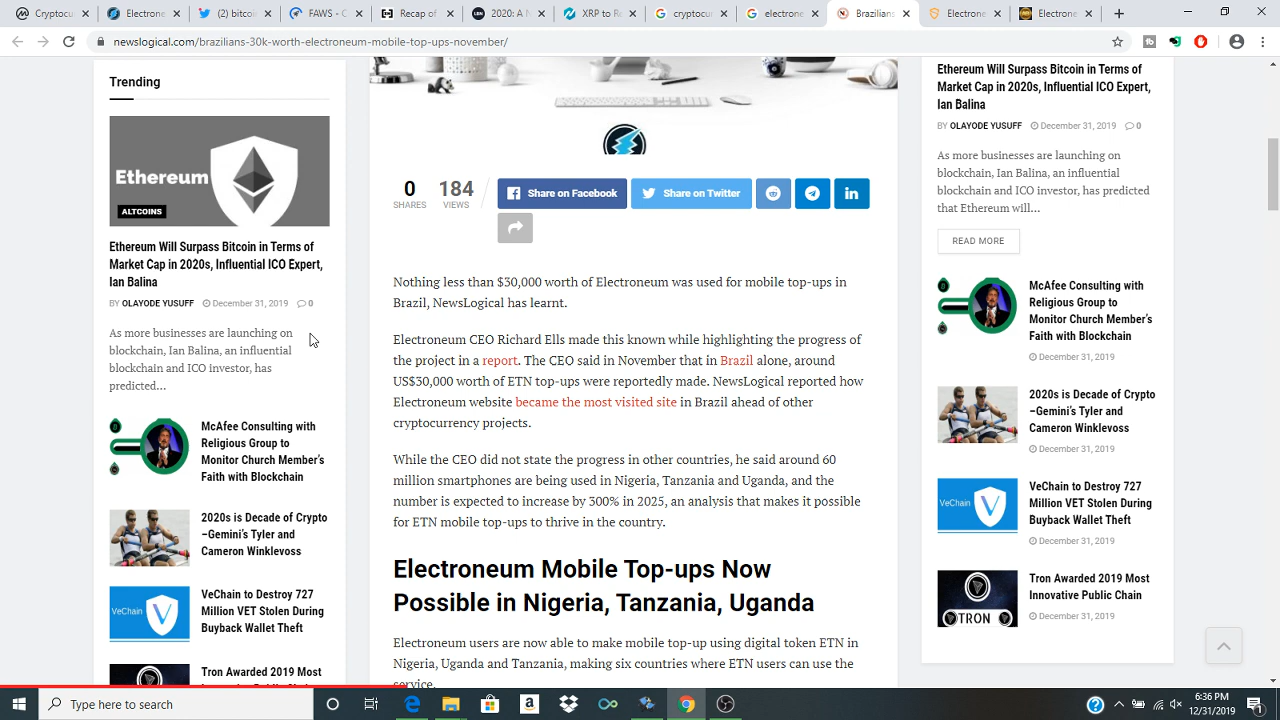 Cryptocu
Bitcoin T
FAWS - C
Recap of
2020: A N
XRP to Re
cryptocur
electrone
Brazilians
Electrone
newslogical.com/brazilians-30k-worth-electroneum-mobile-top-ups-november/
Trending
Ethereum
ALTCOINS
Ethereum Will Surpass Bitcoin in Terms of
Market Cap in 2020s, Influential ICO Expert,
Ian Balina
BY OLAYODE YUSUFF December 31, 2019 0
As more businesses are launching on
blockchain, Ian Balina, an influential
blockchain and ICO investor, has
predicted...
McAfee Consulting with
Religious Group to
Monitor Church Member's
Faith with Blockchain
2020s is Decade of Crypto
–Gemini's Tyler and
Cameron Winklevoss
VeChain
VeChain to Destroy 727
Million VET Stolen During
Buyback Wallet Theft
Tron Awarded 2019 Most
0
SHARES
184
VIEWS
Share on Facebook
Share on Twitter
Nothing less than $30,000 worth of Electroneum was used for mobile top-ups in
Brazil, NewsLogical has learnt.
Electroneum CEO Richard Ells made this known while highlighting the progress of
the project in a report. The CEO said in November that in Brazil alone, around
US$30,000 worth of ETN top-ups were reportedly made. NewsLogical reported how
Electroneum website became the most visited site in Brazil ahead of other
cryptocurrency projects.
While the CEO did not state the progress in other countries, he said around 60
million smartphones are being used in Nigeria, Tanzania and Uganda, and the
number is expected to increase by 300% in 2025, an analysis that makes it possible
for ETN mobile top-ups to thrive in the country.
Electroneum Mobile Top-ups Now
Possible in Nigeria, Tanzania, Uganda
Electroneum users are now able to make mobile top-up using digital token ETN in
Nigeria, Uganda and Tanzania, making six countries where ETN users can use the
service.
Ethereum Will Surpass Bitcoin in Terms of
Market Cap in 2020s, Influential ICO Expert,
Ian Balina
BY OLAYODE YUSUFF December 31, 2019 0
As more businesses are launching on
blockchain, Ian Balina, an influential
blockchain and ICO investor, has predicted
that Ethereum will...
READ MORE
McAfee Consulting with
Religious Group to
Monitor Church Member's
Faith with Blockchain
December 31, 2019
2020s is Decade of Crypto
–Gemini's Tyler and
Cameron Winklevoss
December 31, 2019
VeChain
VeChain to Destroy 727
Million VET Stolen During
Buyback Wallet Theft
December 31, 2019
TRON
Tron Awarded 2019 Most
Innovative Public Chain
December 31, 2019
Type here to search
6:36 PM
12/31/2019